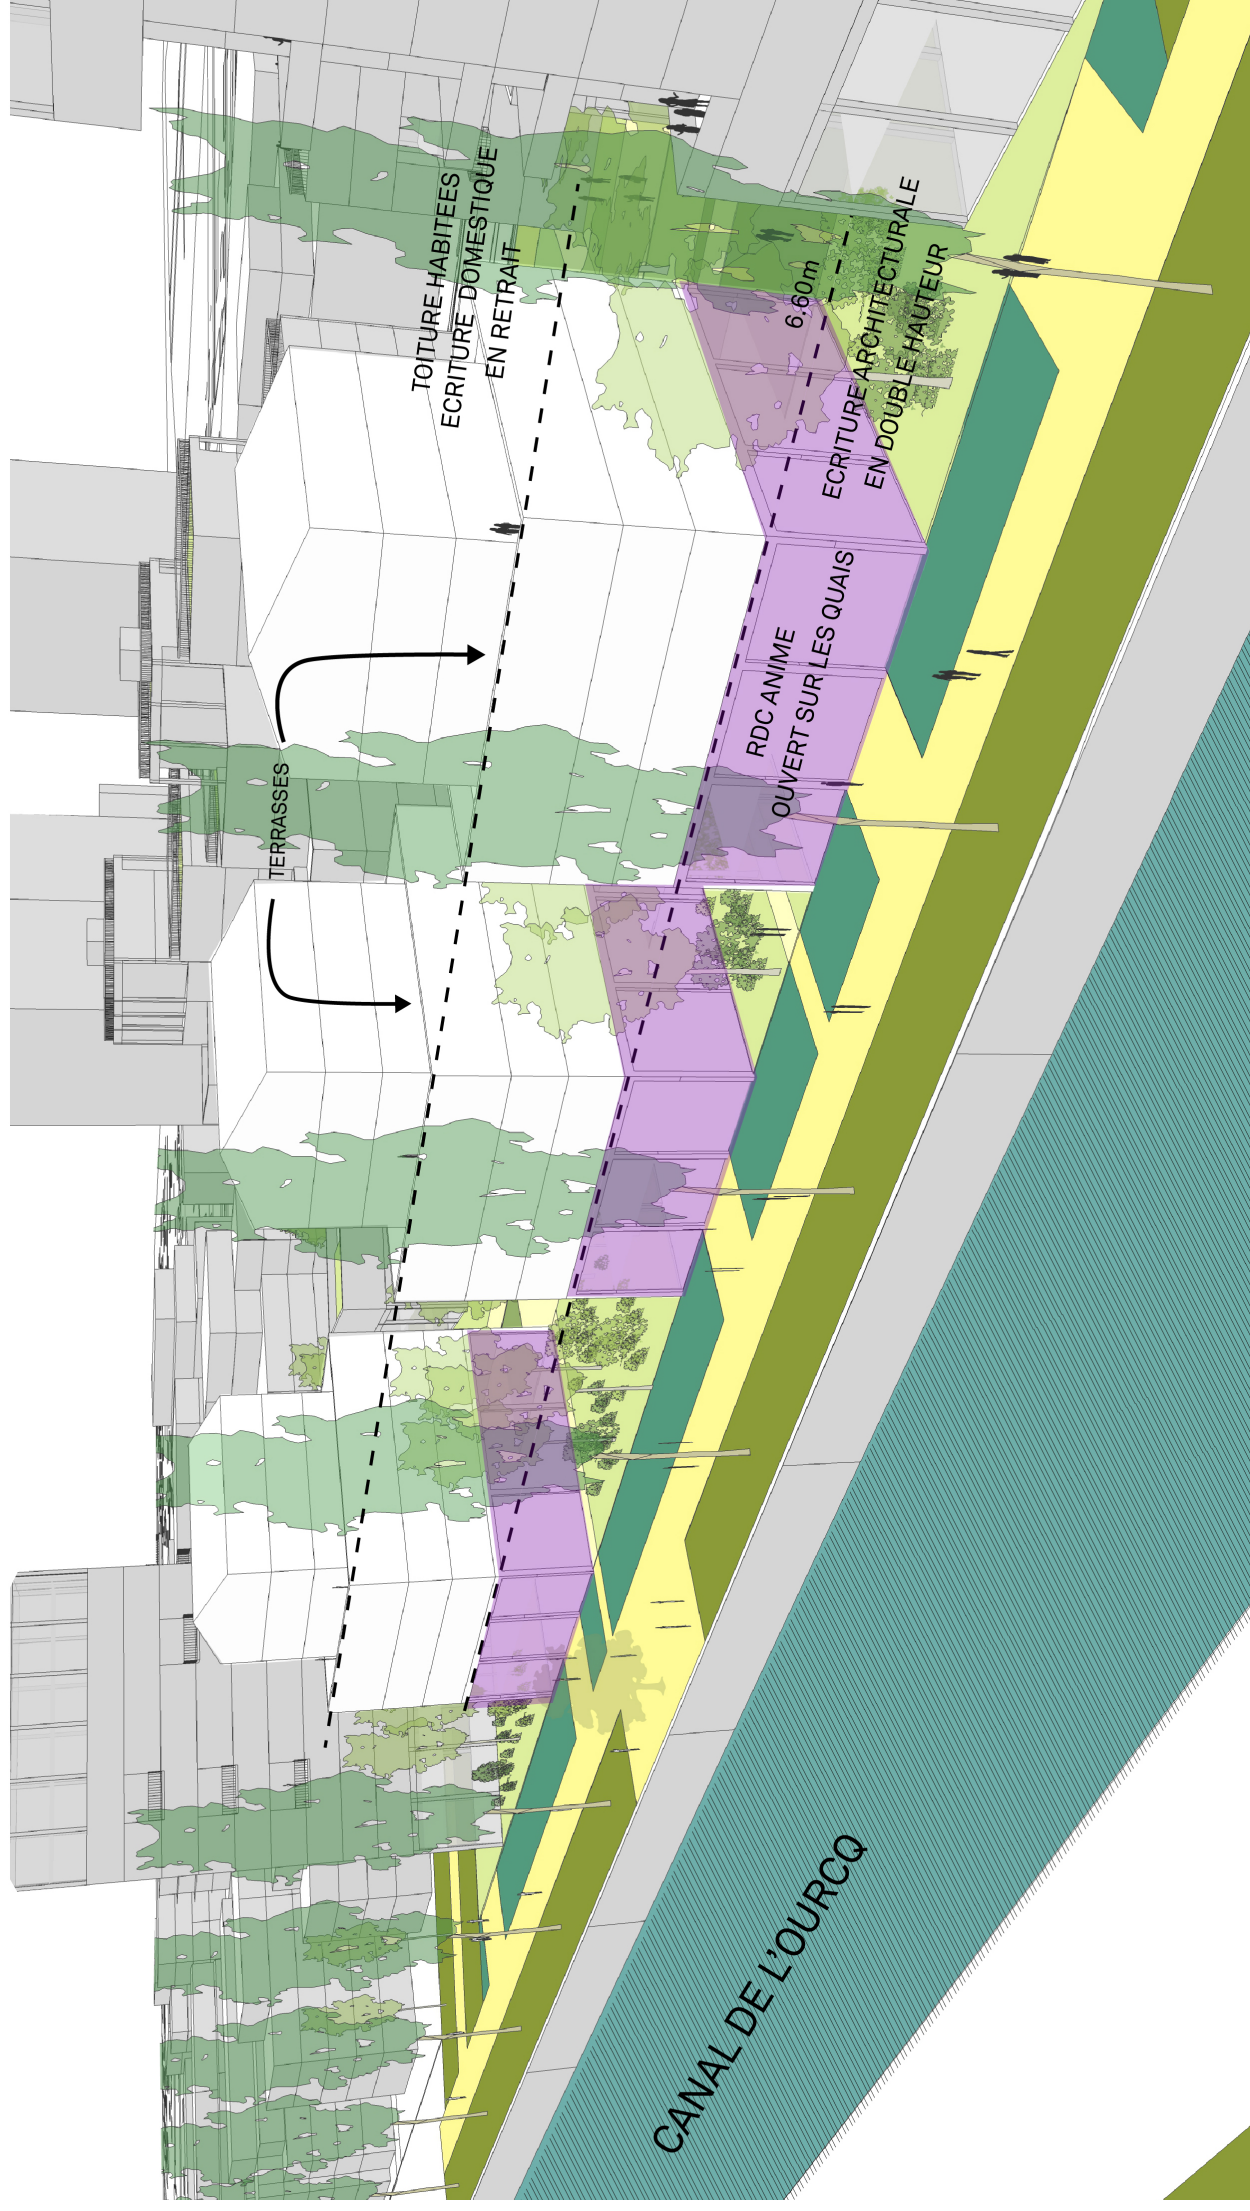 TOITURE HABITEES
ECRITURE DOMESTIQUE
EN RETRAIT
TERRASSES
6.60m
ECRITURE ARCHITECTURALE
EN DOUBLE HAUTEUR
RDC ANIME
OUVERT SUR LES QUAIS
CANAL DE L'OURCQ